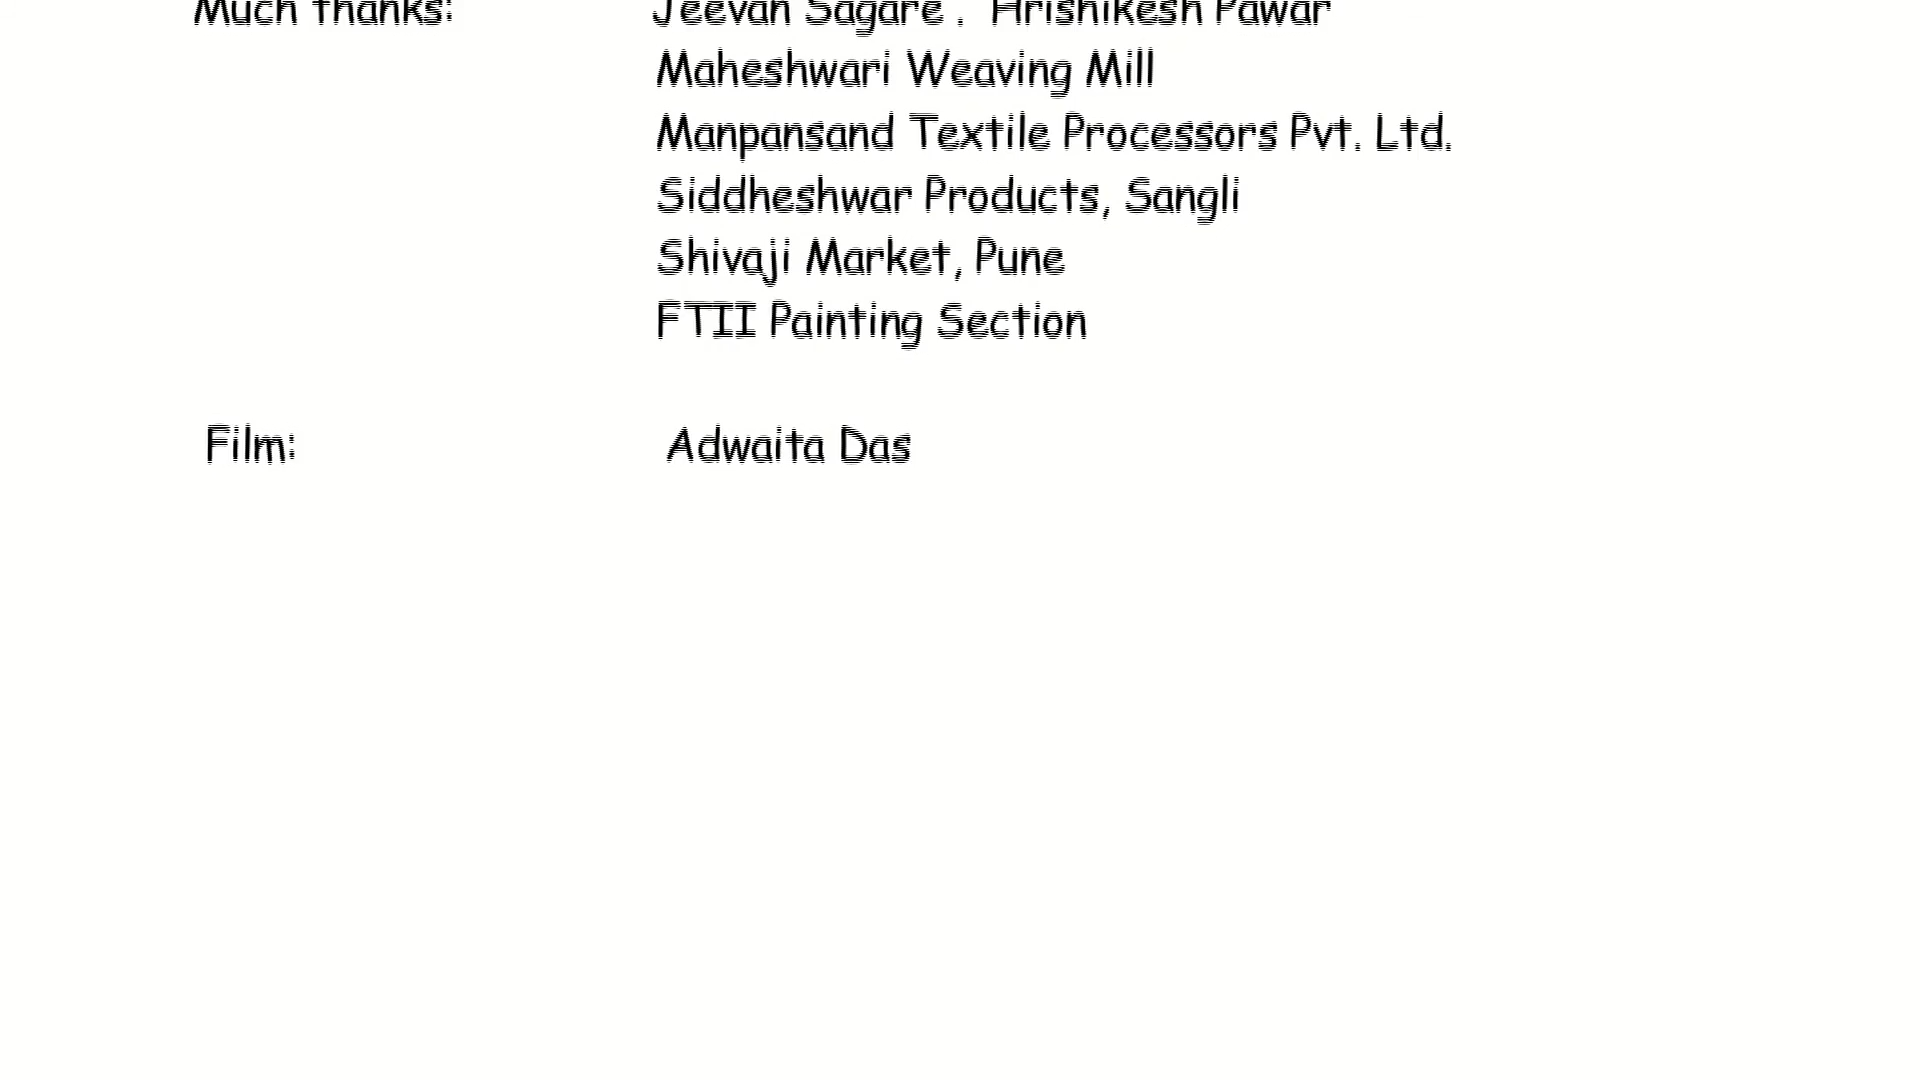 Much thanks: Jeevan Sagare . Hrishikesh Pawar
Maheshwari Weaving Mill
Manpansand Textile Processors Pvt. Ltd.
Siddheshwar Products, Sangli
Shivaji Market, Pune
FTII Painting Section
Film: Adwaita Das